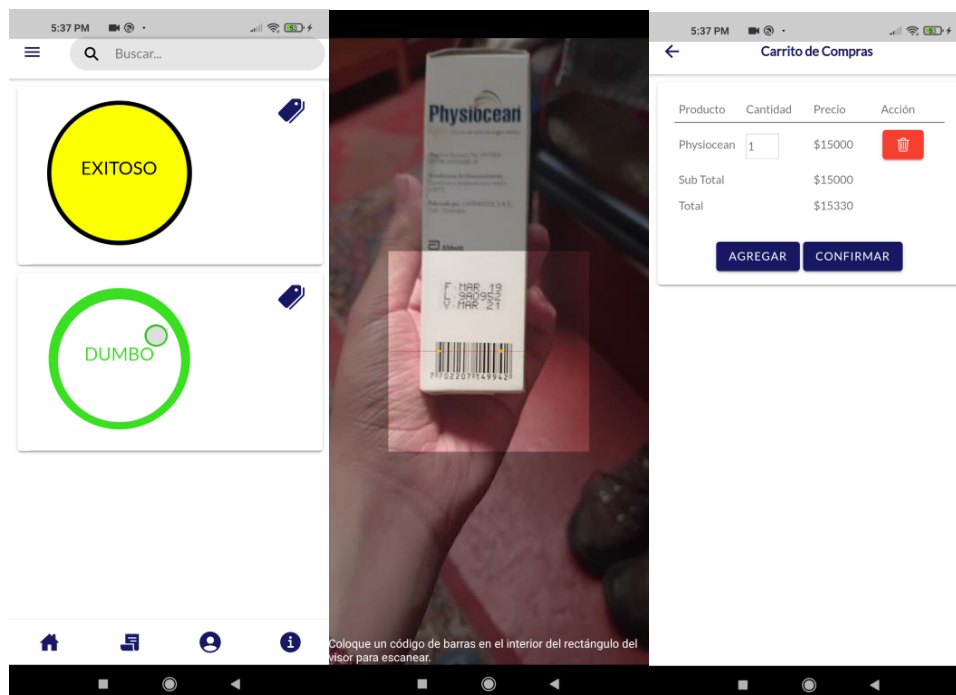 5:37 PM
Buscar...
EXITOSO
DUMBO
Physiocean
Abbott
F.MAR 19
L.9A0952
V.MAR 21
7702207149942
Coloque un código de barras en el interior del rectángulo del
visor para escanear.
5:37 PM
Carrito de Compras
Producto Cantidad Precio Acción
Physiocean 1 $15000
Sub Total $15000
Total $15330
AGREGAR CONFIRMAR